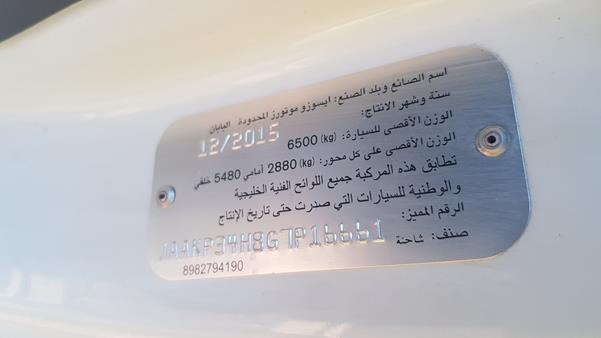 اسم الصانع وبلد الصنع: ايسوزو موتورز المحدودة اليابان
سنة وشهر الانتاج: 12/2015
الوزن الأقصى للسيارة: (kg) 6500
الوزن الأقصى على كل محور: (kg) 2880 أمامي 5480 خلفي
تطابق هذه المركبة جميع اللوائح الفنية الخليجية
والوطنية للسيارات التي صدرت حتى تاريخ الإنتاج
الرقم المميز: JAAKP34H8G7P16661
صنف: شاحنة
8982794190